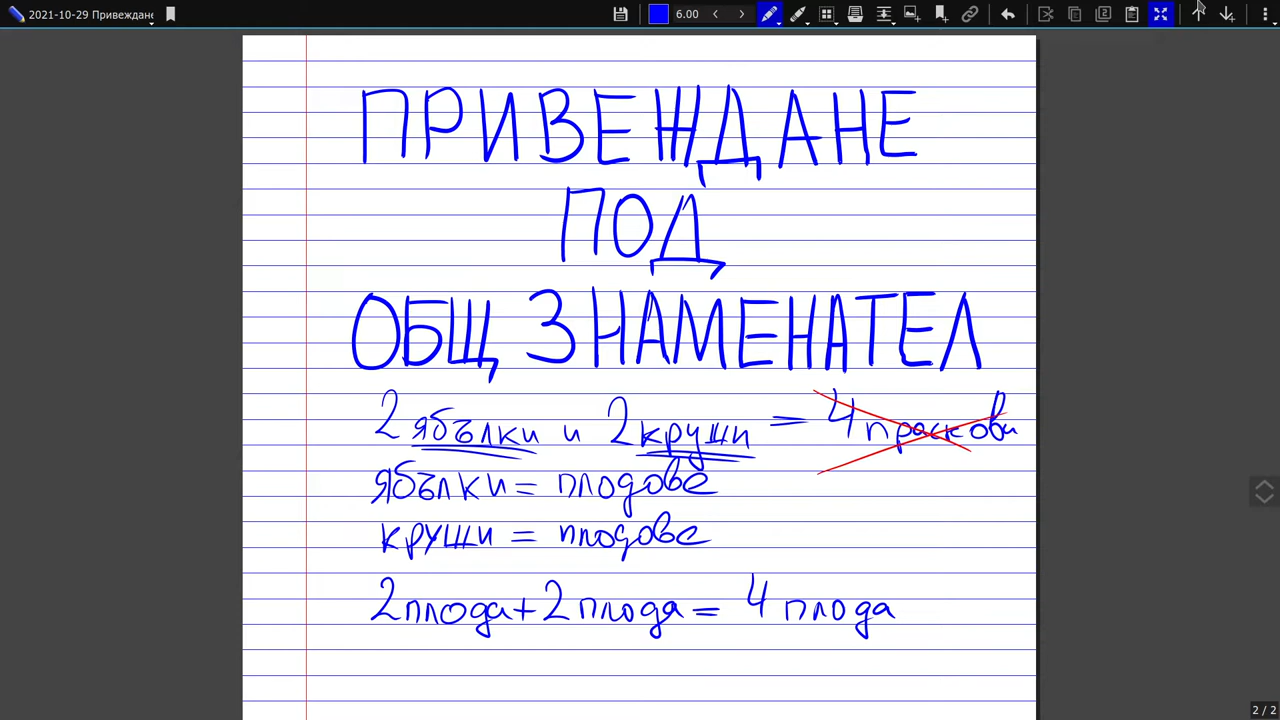 2021-10-29 Привеждане
6.00
ПРИВЕЖДАНЕ
ПОД
ОБЩ ЗНАМЕНАТЕЛ
2 ябълки и 2 круши = 4 праскови
ябълки = плодове
круши = плодове
2 плода + 2 плода = 4 плода
2 / 2